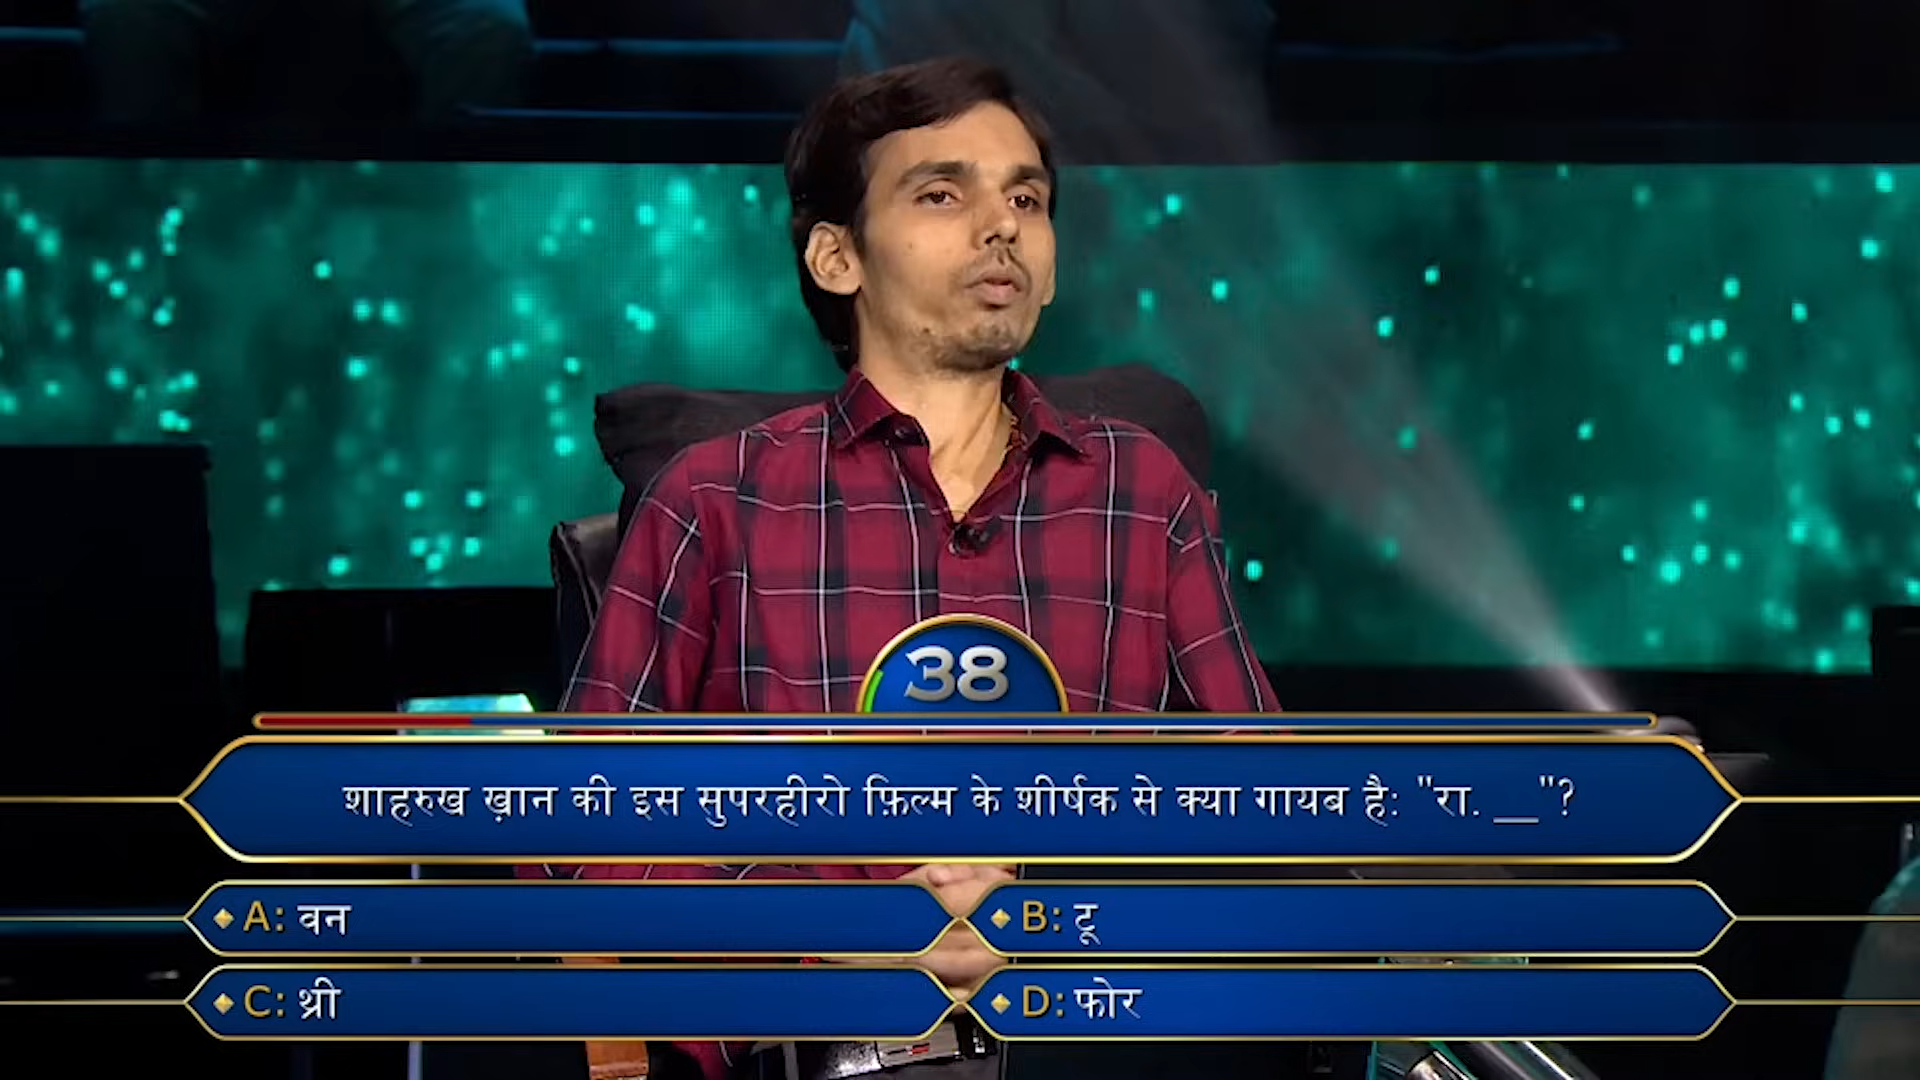 38
शाहरुख ख़ान की इस सुपरहीरो फ़िल्म के शीर्षक से क्या गायब है: "रा. __"?
A: वन
B: टू
C: थ्री
D: फोर